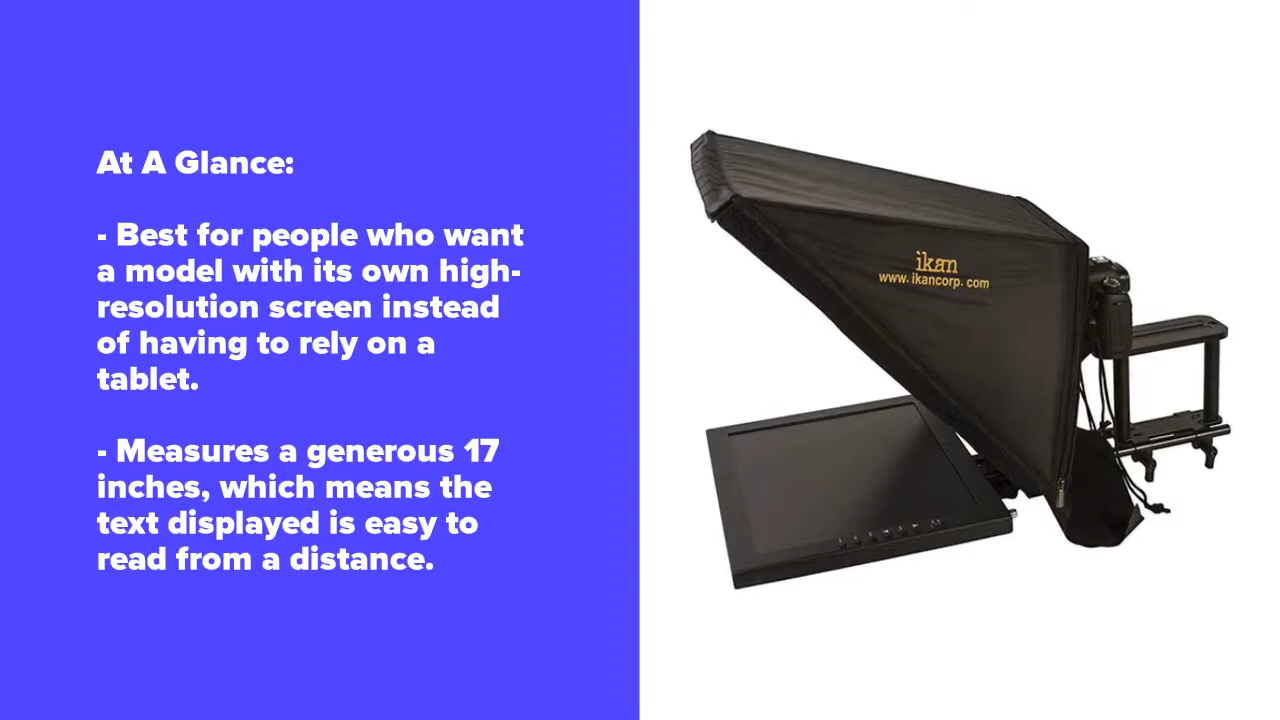 At A Glance:
- Best for people who want
a model with its own high-
resolution screen instead
of having to rely on a
tablet.
- Measures a generous 17
inches, which means the
text displayed is easy to
read from a distance.
ikan
www.ikancorp.com